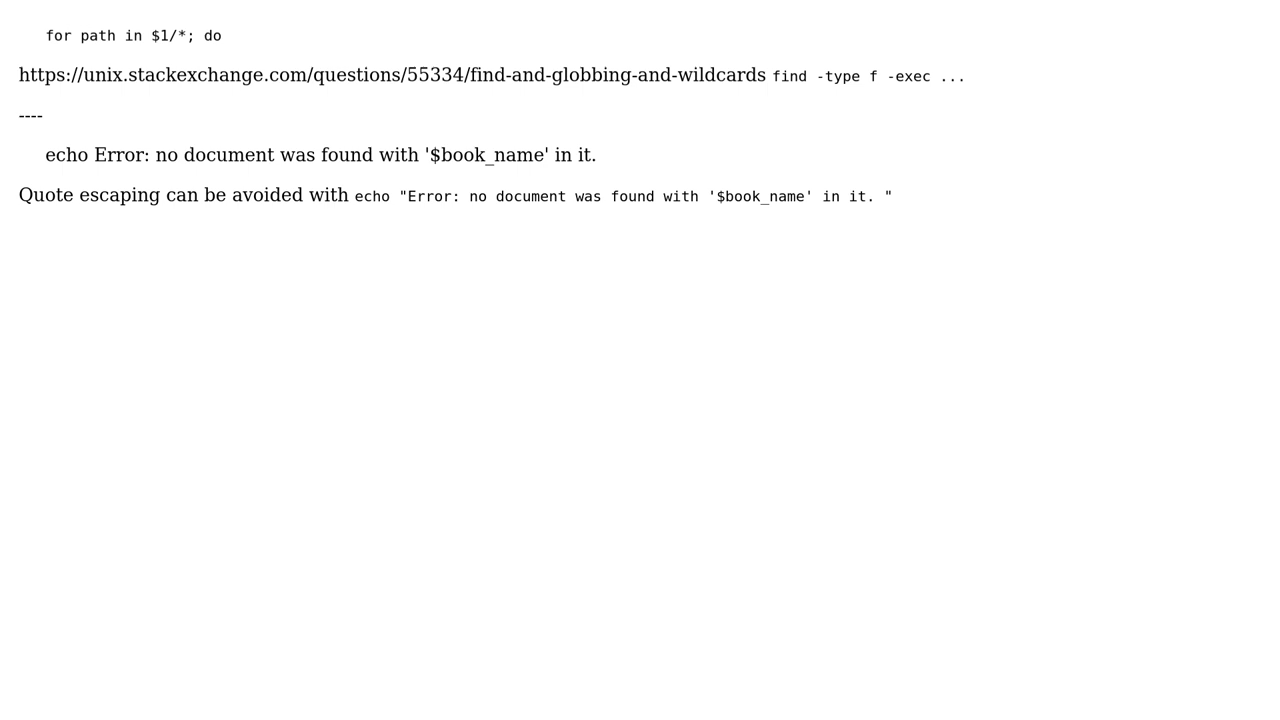 for path in $1/*; do
https://unix.stackexchange.com/questions/55334/find-and-globbing-and-wildcards find -type f -exec ...
----
echo Error: no document was found with '$book_name' in it.
Quote escaping can be avoided with echo "Error: no document was found with '$book_name' in it. "